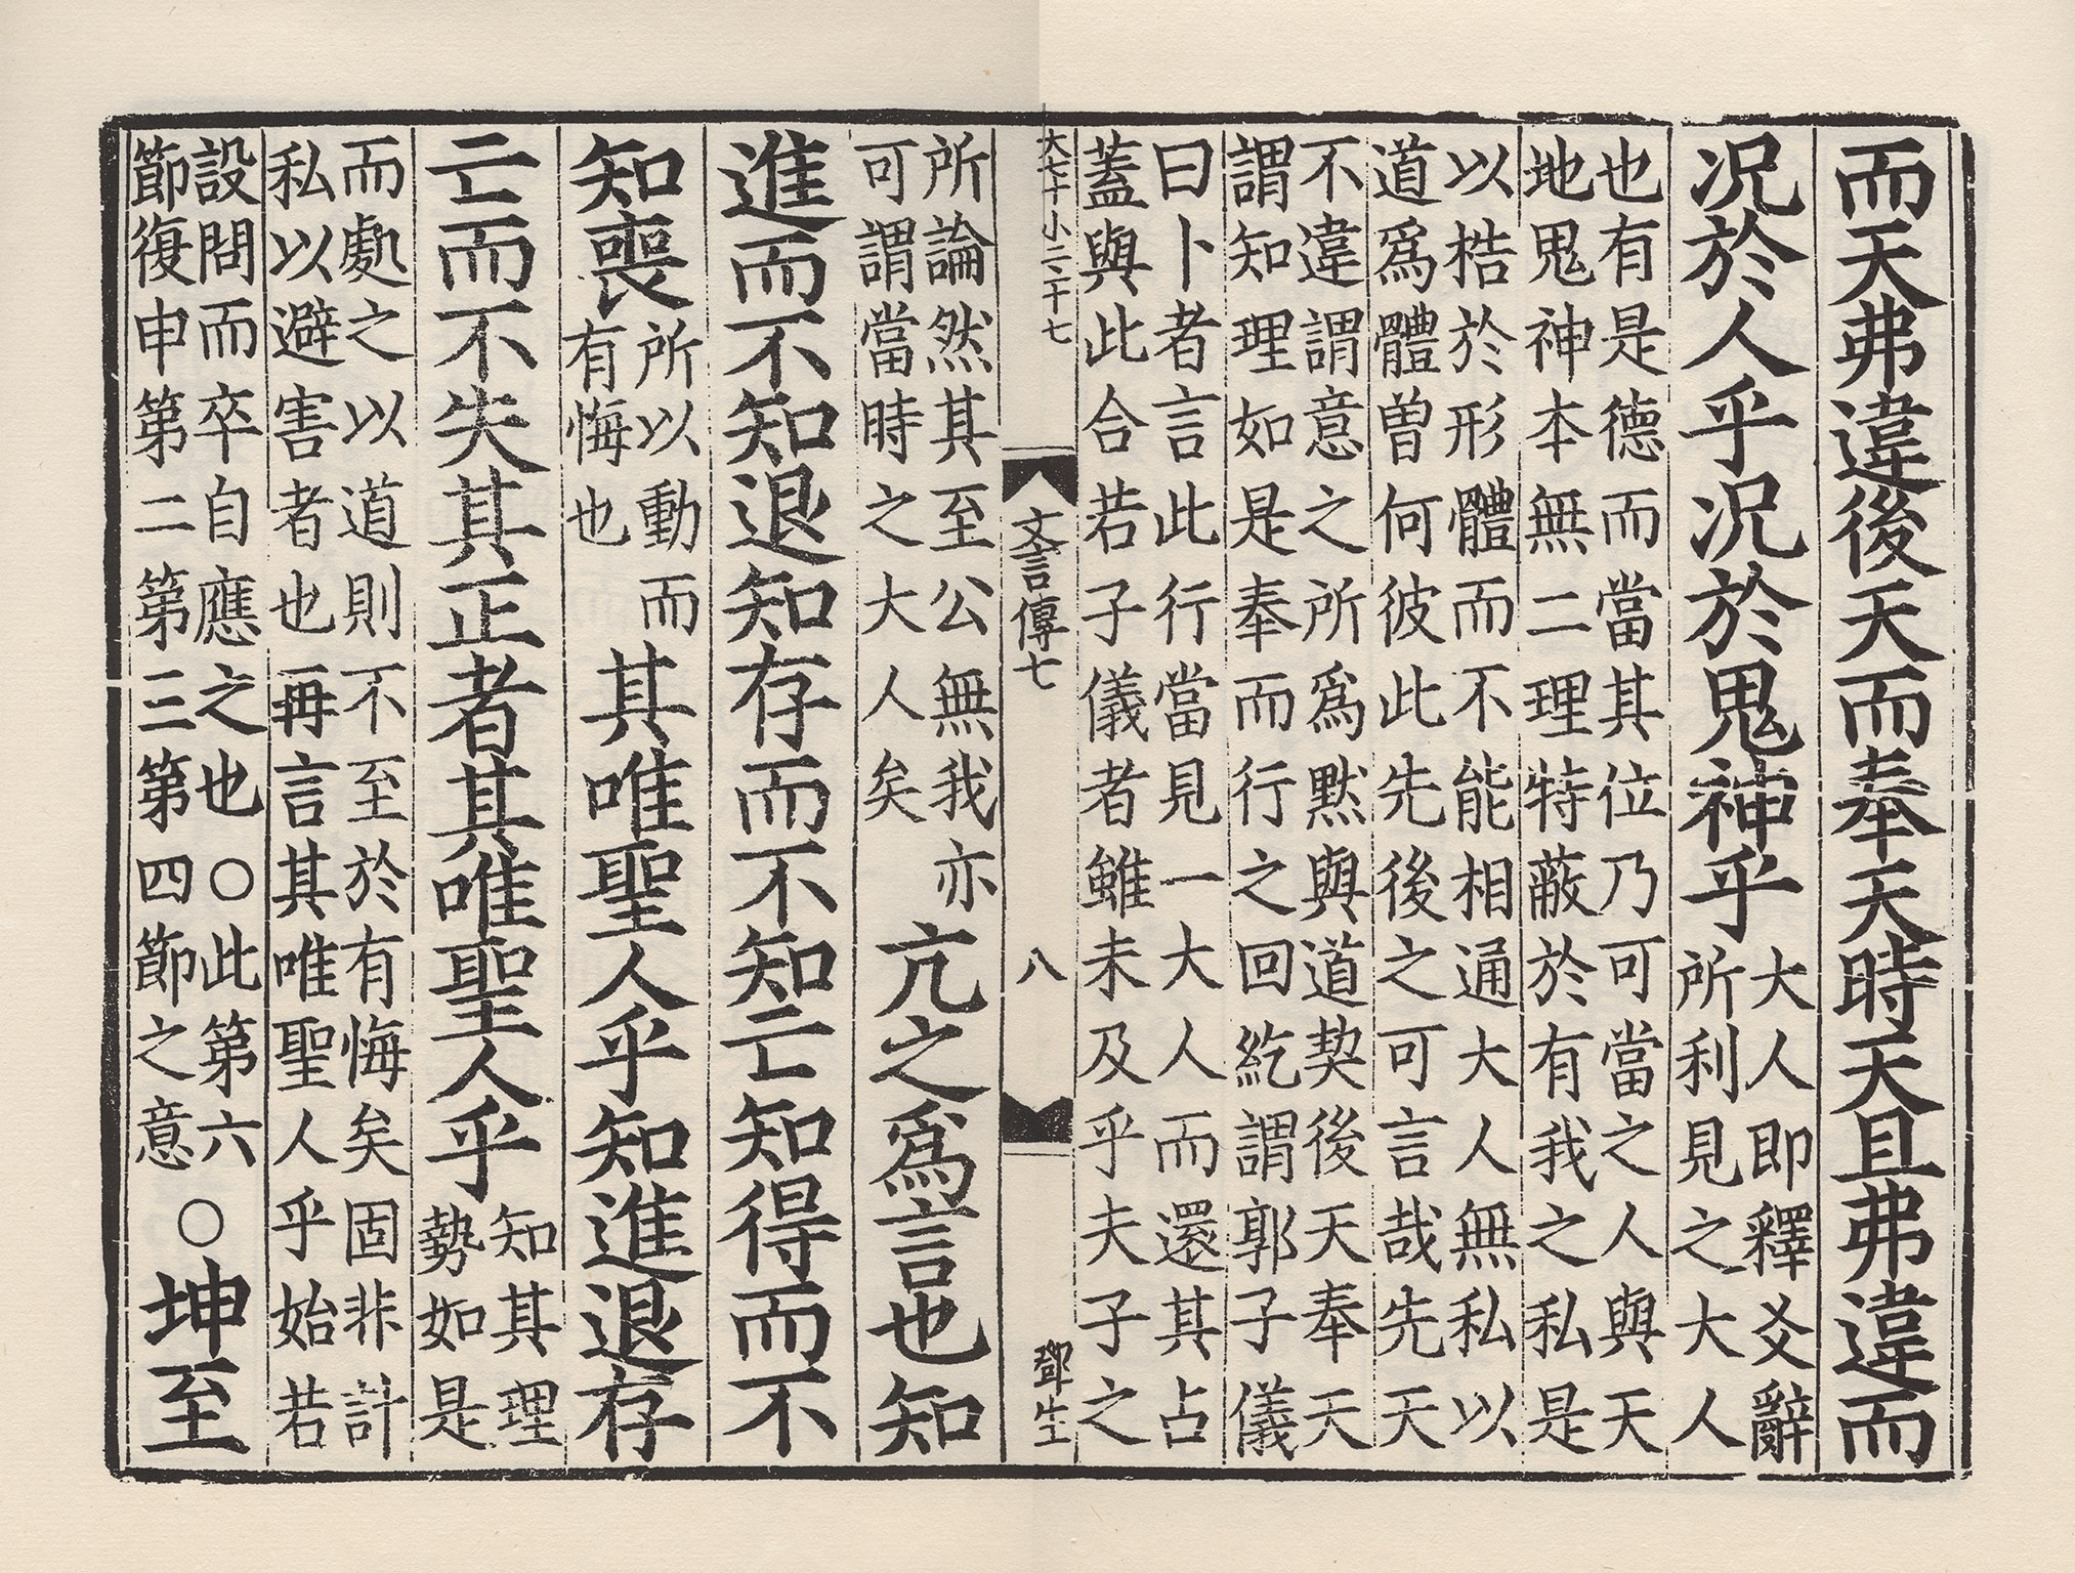 而天弗違後天而奉天時天且弗違而
况於人乎况於鬼神乎
大人即釋爻辭
所利見之大人
也有是德而當其位乃可當之人與天
地鬼神本無二理特蔽於有我之私是
以梏於形體而不能相通大人無私以
道爲體曽何彼此先後之可言哉先天
不違謂意之所爲黙與道契後天奉天
謂知理如是奉而行之回紇謂郭子儀
曰卜者言此行當見一大人而還其占
蓋與此合若子儀者雖未及乎夫子之
大七十小二百十七
文言傳七
八
鄧生
所論然其至公無我亦
可謂當時之大人矣
亢之爲言也知
進而不知退知存而不知亡知得而不
知喪
所以動而
有悔也
其唯聖人乎知進退存
亡而不失其正者其唯聖人乎
知其理
勢如是
而處之以道則不至於有悔矣固非計
私以避害者也再言其唯聖人乎始若
設問而卒自應之也○此第六
節復申第二第三第四節之意
○坤至